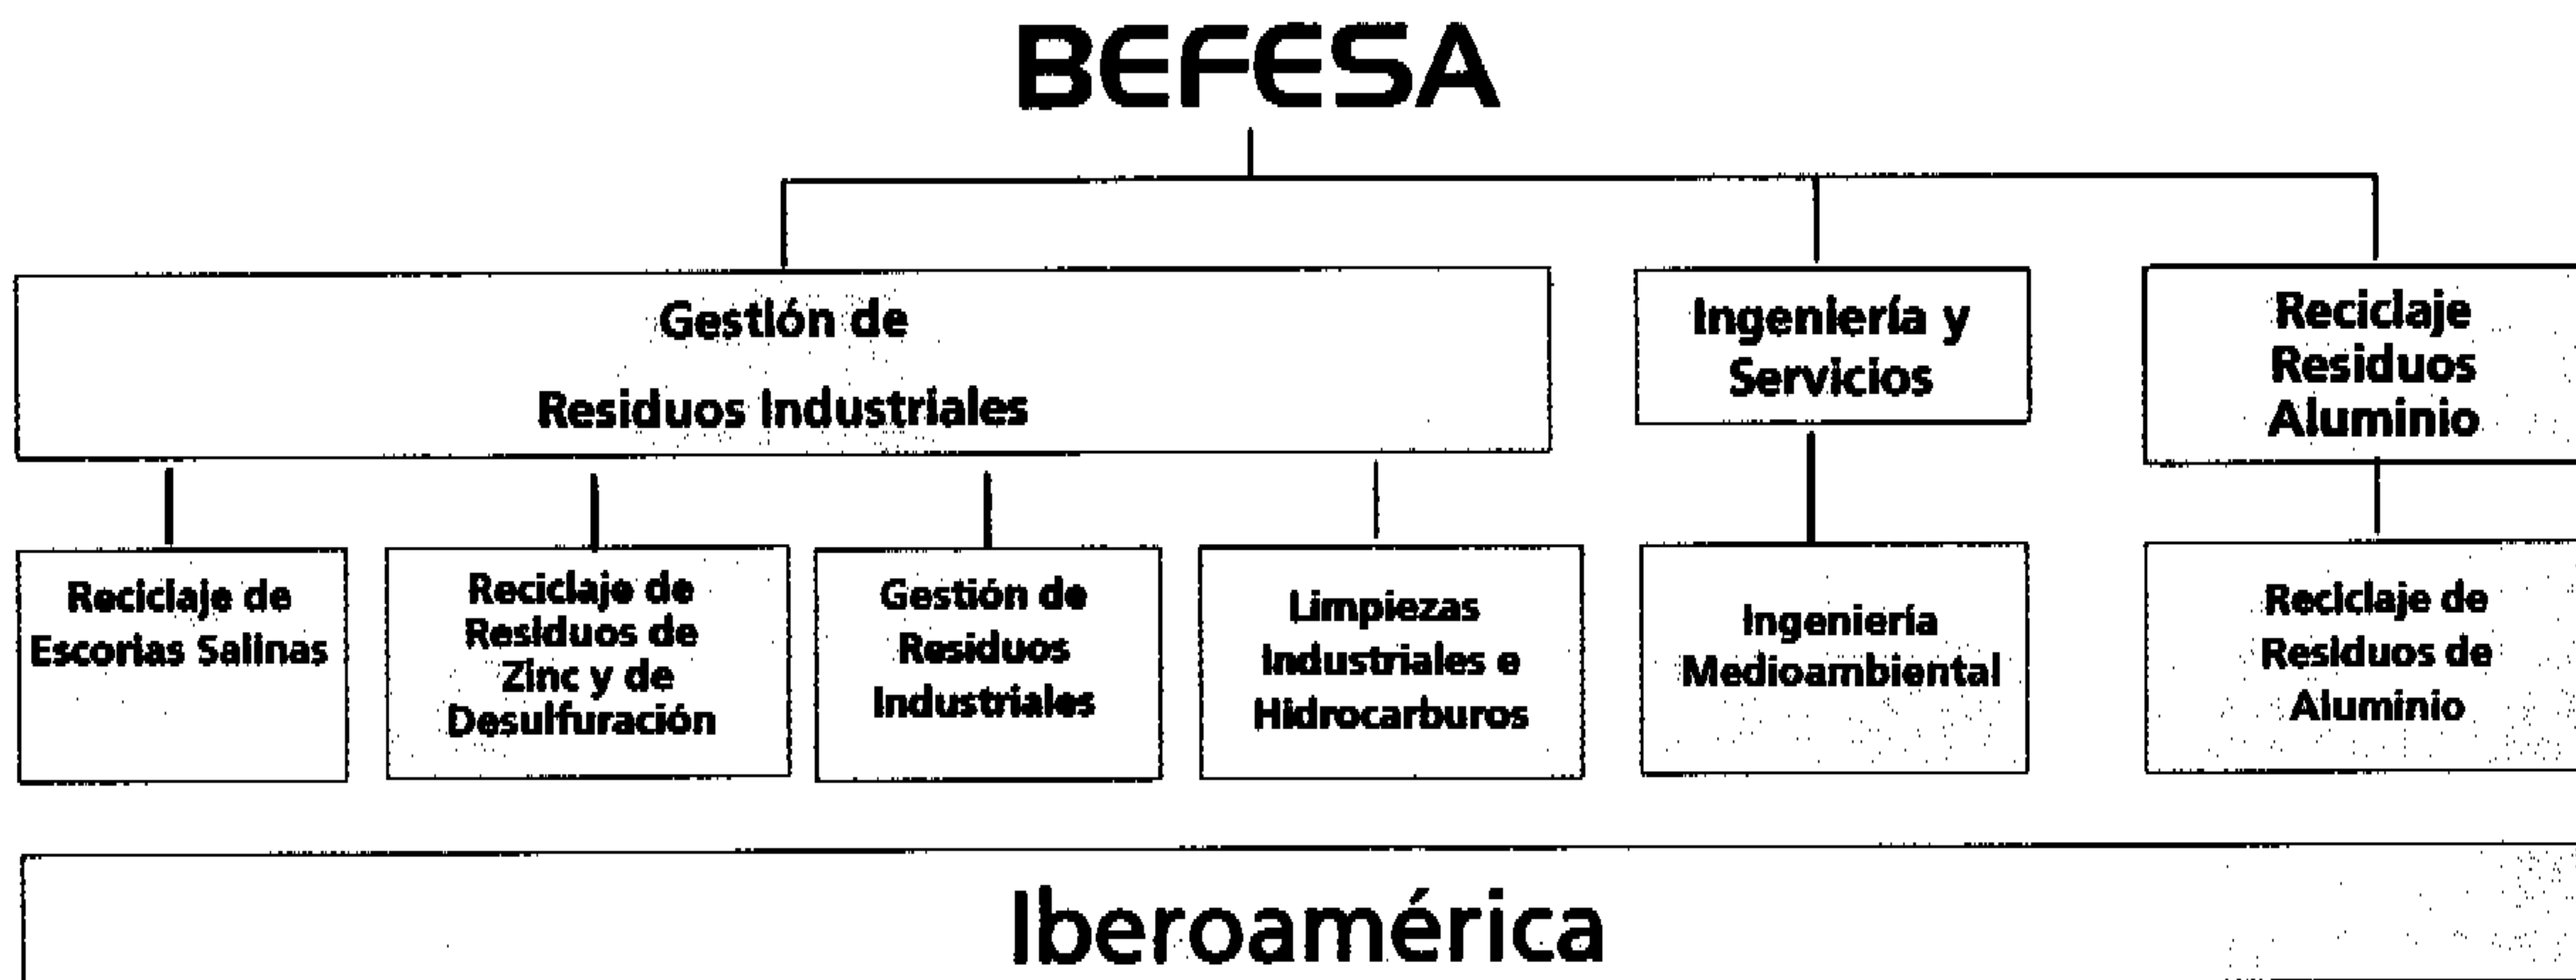 BEFESA
Gestión de
Residuos Industriales
Ingeniería y
Servicios
Reciclaje
Residuos
Aluminio
Reciclaje de
Escorias Salinas
Reciclaje de
Residuos de
Zinc y de
Desulfuración
Gestión de
Residuos
Industriales
Limpiezas
Industriales e
Hidrocarburos
Ingeniería
Medioambiental
Reciclaje de
Residuos de
Aluminio
Iberoamérica